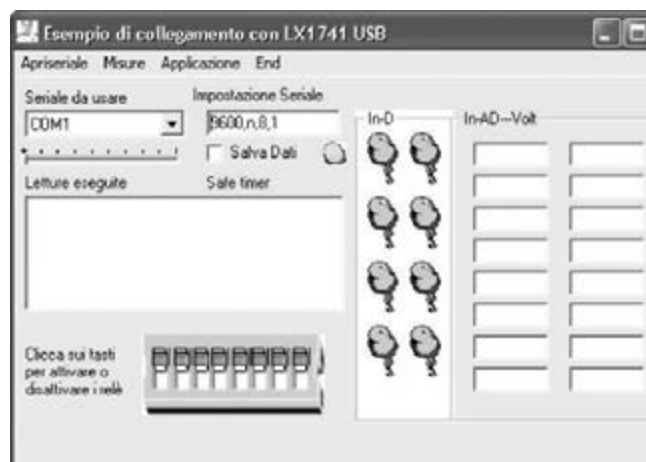 Esempio di collegamento con LX1741 USB
Apriseriale Misure Applicazione End
Seriale da usare
Impostazione Seriale
COM1
9600,n,8,1
Salva Dati
In-D
In-AD--Volt
Letture eseguite
Safe timer
Clicca sui tasti
per attivare o
disattivare i relè